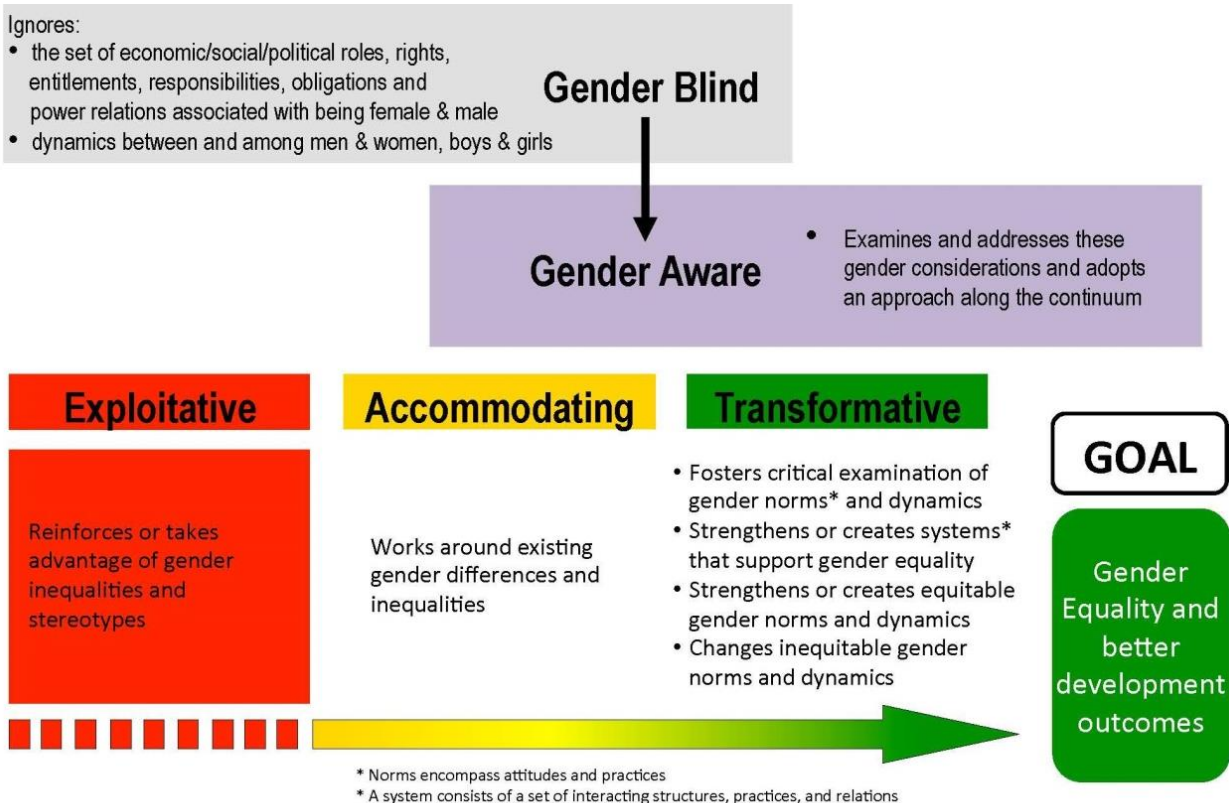 Ignores:
• the set of economic/social/political roles, rights,
entitlements, responsibilities, obligations and
power relations associated with being female & male
• dynamics between and among men & women, boys & girls
Gender Blind
Gender Aware
• Examines and addresses these
gender considerations and adopts
an approach along the continuum
Exploitative
Reinforces or takes
advantage of gender
inequalities and
stereotypes
Accommodating
Works around existing
gender differences and
inequalities
Transformative
• Fosters critical examination of
gender norms* and dynamics
• Strengthens or creates systems*
that support gender equality
• Strengthens or creates equitable
gender norms and dynamics
• Changes inequitable gender
norms and dynamics
GOAL
Gender
Equality and
better
development
outcomes
* Norms encompass attitudes and practices
* A system consists of a set of interacting structures, practices, and relations